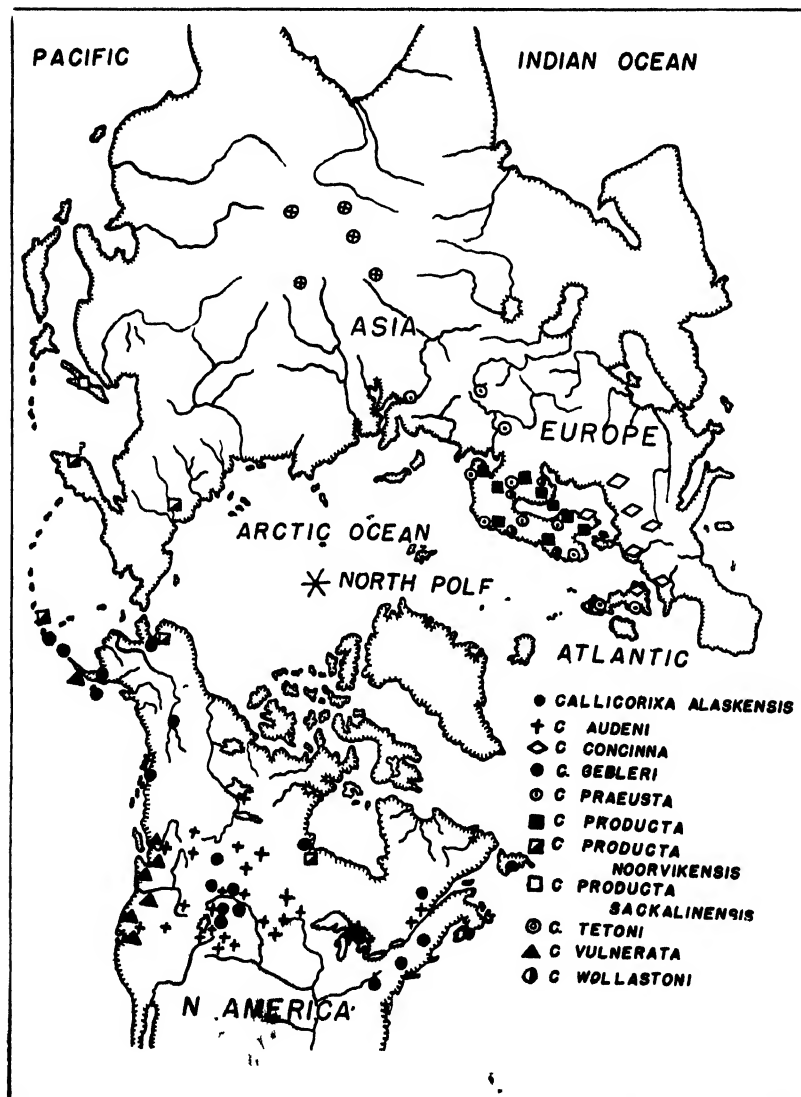 PACIFIC
INDIAN OCEAN
ASIA
EUROPE
ARCTIC OCEAN
NORTH POLF
ATLANTIC
CALLICORIXA ALASKENSIS
C AUDENI
C CONCINNA
C. GEBLERI
C PRAEUSTA
C PRODUCTA
C PRODUCTA
NOORVIKENSIS
C PRODUCTA
SACKALINENSIS
C. TETONI
C VULNERATA
C WOLLASTONI
N AMERICA